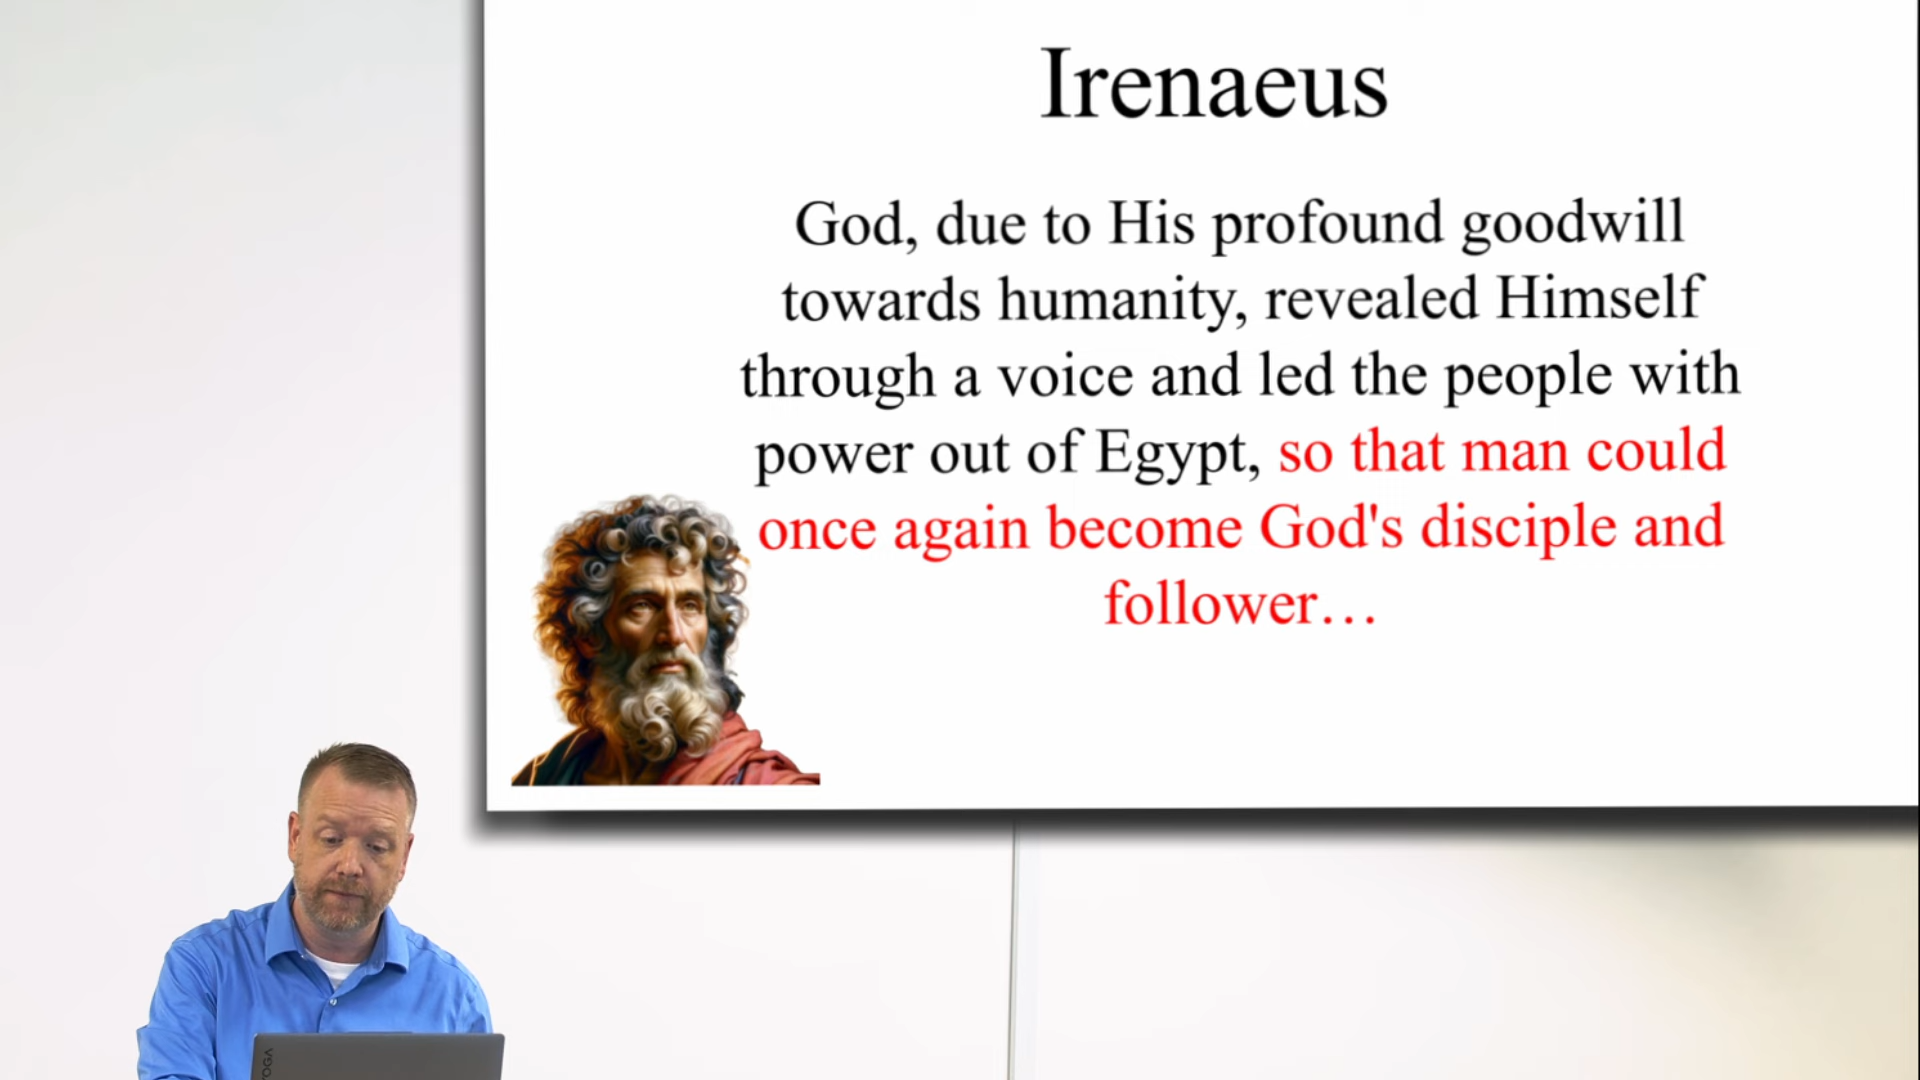 Irenaeus
God, due to His profound goodwill
towards humanity, revealed Himself
through a voice and led the people with
power out of Egypt, so that man could
once again become God's disciple and
follower…
YOGA